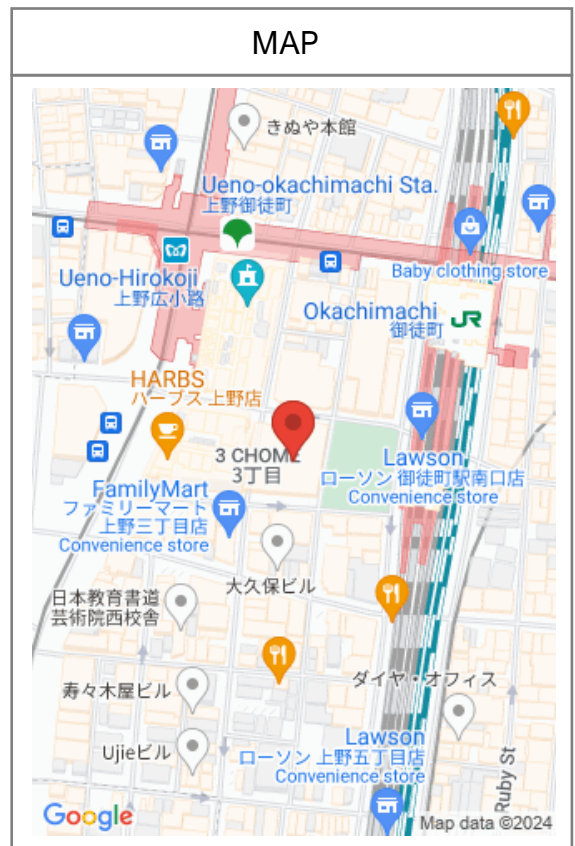 MAP
きぬや本館
Ueno-okachimachi Sta.
上野御徒町
Baby clothing store
Ueno-Hirokoji
上野広小路
Okachimachi
御徒町
JR
HARBS
ハーブス 上野店
3 CHOME
3丁目
Lawson
ローソン 御徒町駅南口店
Convenience store
FamilyMart
ファミリーマート
上野三丁目店
Convenience store
大久保ビル
日本教育書道
芸術院西校舎
寿々木屋ビル
ダイヤ・オフィス
Ujieビル
Lawson
ローソン 上野五丁目店
Convenience store
Ruby St
Google
Map data ©2024